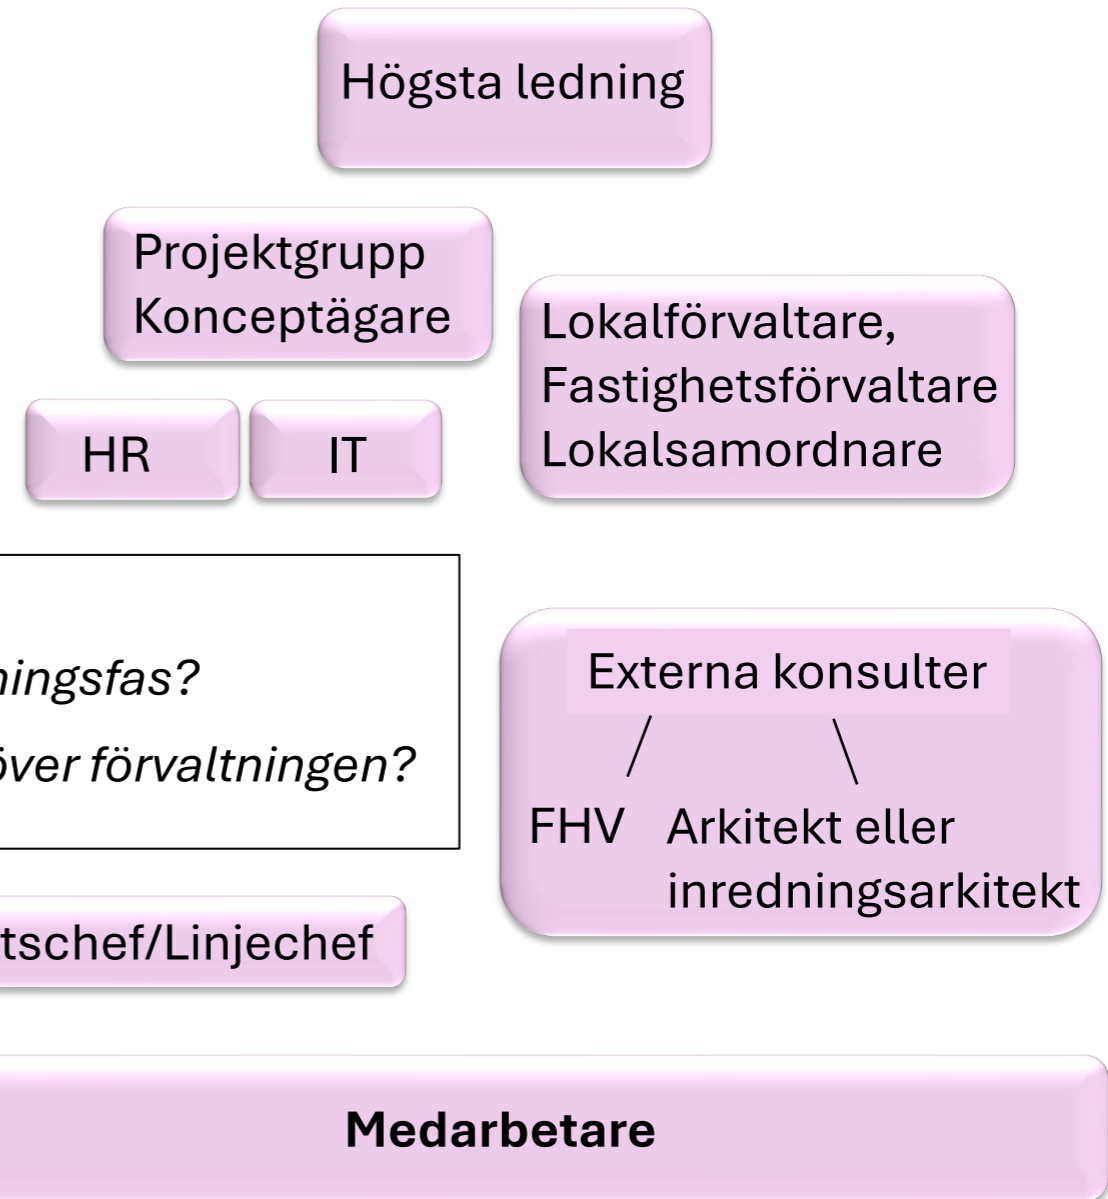 Högsta ledning
Projektgrupp
Konceptägare
Lokalförvaltare,
Fastighetsförvaltare
Lokalsamordnare
HR
IT
ningsfas?
över förvaltningen?
Externa konsulter
FHV
Arkitekt eller
inredningsarkitekt
tschef/Linjechef
Medarbetare